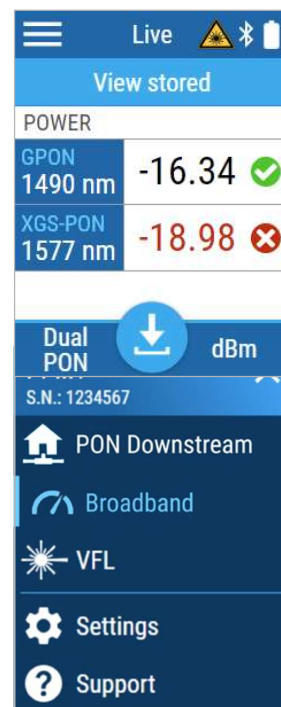 Live
View stored
POWER
GPON
1490 nm
-16.34
XGS-PON
1577 nm
-18.98
Dual
PON
dBm
S.N.: 1234567
PON Downstream
Broadband
VFL
Settings
? Support